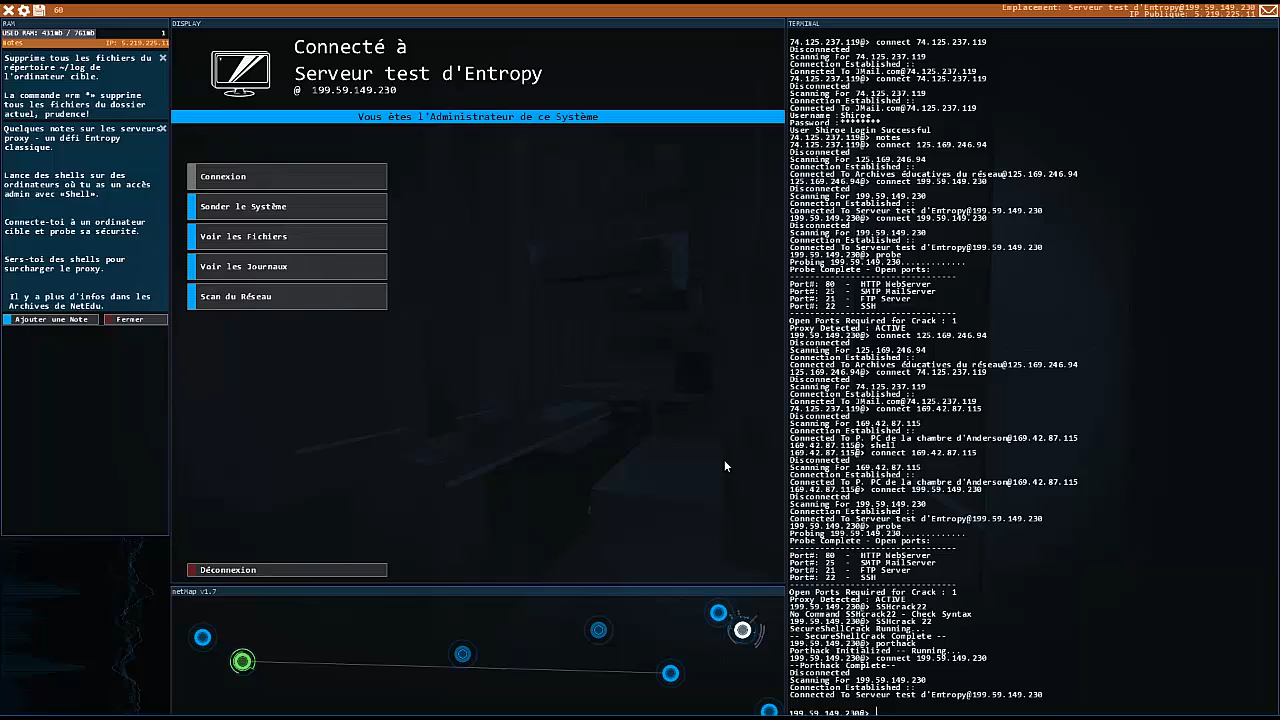 60
Emplacement: Serveur test d'Entropy@199.59.149.230
IP Publique: 5.219.225.11
RAM
USED RAM: 431mb / 761mb 1
Notes IP: 5.219.225.11
Supprime tous les fichiers du
répertoire ~/log de
l'ordinateur cible.
La commande «rm *» supprime
tous les fichiers du dossier
actuel, prudence!
Quelques notes sur les serveurs
proxy - un défi Entropy
classique.
Lance des shells sur des
ordinateurs où tu as un accès
admin avec «Shell».
Connecte-toi à un ordinateur
cible et probe sa sécurité.
Sers-toi des shells pour
surcharger le proxy.
Il y a plus d'infos dans les
Archives de NetEdu.
Ajouter une Note
Fermer
DISPLAY
Connecté à
Serveur test d'Entropy
@ 199.59.149.230
Vous êtes l'Administrateur de ce Système
Connexion
Sonder le Système
Voir les Fichiers
Voir les Journaux
Scan du Réseau
Déconnexion
netMap v1.7
TERMINAL
74.125.237.119@> connect 74.125.237.119
Disconnected
Scanning For 74.125.237.119
Connection Established ::
Connected To JMail.com@74.125.237.119
74.125.237.119@> connect 74.125.237.119
Disconnected
Scanning For 74.125.237.119
Connection Established ::
Connected To JMail.com@74.125.237.119
Username :Shiroe
Password :********
User Shiroe Login Successful
74.125.237.119@> notes
74.125.237.119@> connect 125.169.246.94
Disconnected
Scanning For 125.169.246.94
Connection Established ::
Connected To Archives éducatives du réseau@125.169.246.94
125.169.246.94@> connect 199.59.149.230
Disconnected
Scanning For 199.59.149.230
Connection Established ::
Connected To Serveur test d'Entropy@199.59.149.230
199.59.149.230@> connect 199.59.149.230
Disconnected
Scanning For 199.59.149.230
Connection Established ::
Connected To Serveur test d'Entropy@199.59.149.230
199.59.149.230@> probe
Probing 199.59.149.230.............
Probe Complete - Open ports:
---------------------------------
Port#: 80 - HTTP WebServer
Port#: 25 - SMTP MailServer
Port#: 21 - FTP Server
Port#: 22 - SSH
---------------------------------
Open Ports Required for Crack : 1
Proxy Detected : ACTIVE
199.59.149.230@> connect 125.169.246.94
Disconnected
Scanning For 125.169.246.94
Connection Established ::
Connected To Archives éducatives du réseau@125.169.246.94
125.169.246.94@> connect 74.125.237.119
Disconnected
Scanning For 74.125.237.119
Connection Established ::
Connected To JMail.com@74.125.237.119
74.125.237.119@> connect 169.42.87.115
Disconnected
Scanning For 169.42.87.115
Connection Established ::
Connected To P. PC de la chambre d'Anderson@169.42.87.115
169.42.87.115@> shell
169.42.87.115@> connect 169.42.87.115
Disconnected
Scanning For 169.42.87.115
Connection Established ::
Connected To P. PC de la chambre d'Anderson@169.42.87.115
169.42.87.115@> connect 199.59.149.230
Disconnected
Scanning For 199.59.149.230
Connection Established ::
Connected To Serveur test d'Entropy@199.59.149.230
199.59.149.230@> probe
Probing 199.59.149.230.............
Probe Complete - Open ports:
---------------------------------
Port#: 80 - HTTP WebServer
Port#: 25 - SMTP MailServer
Port#: 21 - FTP Server
Port#: 22 - SSH
---------------------------------
Open Ports Required for Crack : 1
Proxy Detected : ACTIVE
199.59.149.230@> SSHcrack22
No Command SSHcrack22 - Check Syntax
199.59.149.230@> SSHcrack 22
SecureShellCrack Running...
-- SecureShellCrack Complete --
199.59.149.230@> porthack
Porthack Initialized -- Running...
199.59.149.230@> connect 199.59.149.230
--Porthack Complete--
Disconnected
Scanning For 199.59.149.230
Connection Established ::
Connected To Serveur test d'Entropy@199.59.149.230
199.59.149.230@>